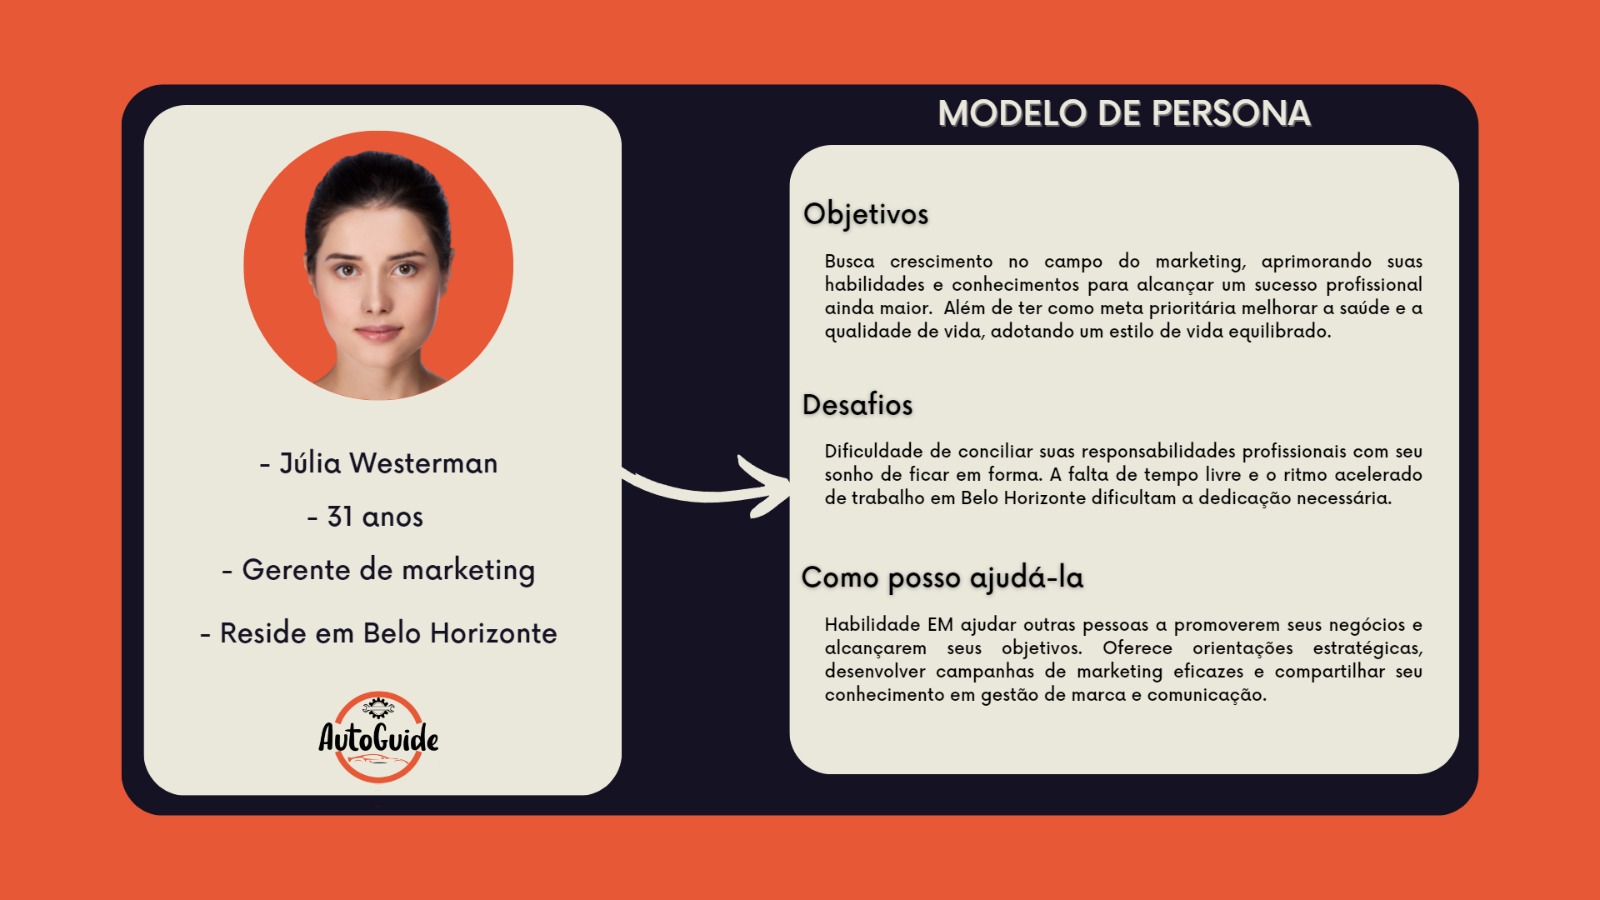 MODELO DE PERSONA
- Júlia Westerman
- 31 anos
- Gerente de marketing
- Reside em Belo Horizonte
AutoGuide
Objetivos
Busca crescimento no campo do marketing, aprimorando suas
habilidades e conhecimentos para alcançar um sucesso profissional
ainda maior.  Além de ter como meta prioritária melhorar a saúde e a
qualidade de vida, adotando um estilo de vida equilibrado.
Desafios
Dificuldade de conciliar suas responsabilidades profissionais com seu
sonho de ficar em forma. A falta de tempo livre e o ritmo acelerado
de trabalho em Belo Horizonte dificultam a dedicação necessária.
Como posso ajudá-la
Habilidade EM ajudar outras pessoas a promoverem seus negócios e
alcançarem seus objetivos. Oferece orientações estratégicas,
desenvolver campanhas de marketing eficazes e compartilhar seu
conhecimento em gestão de marca e comunicação.